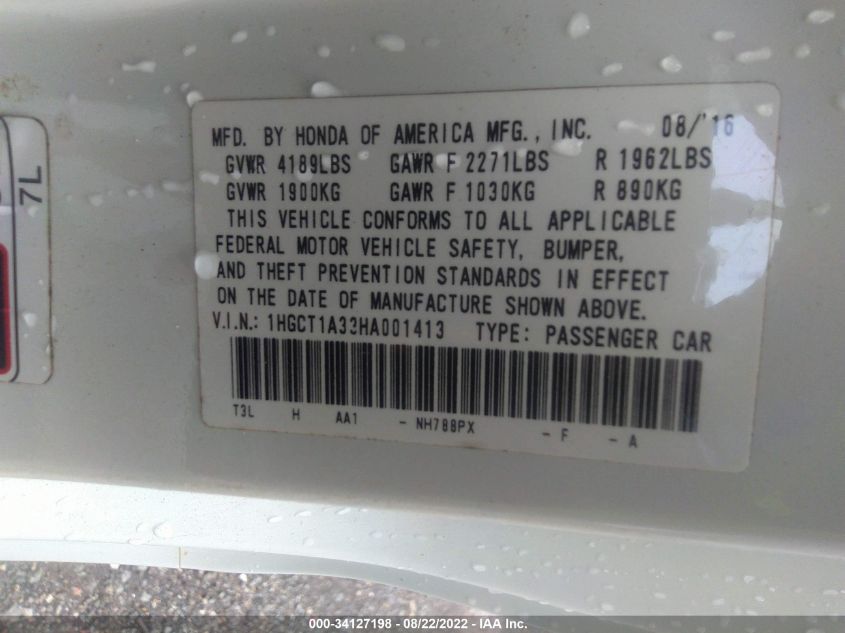 7L
MFD. BY HONDA OF AMERICA MFG., INC. 08/'16
GVWR 4189LBS GAWR F 2271LBS R 1962LBS
GVWR 1900KG GAWR F 1030KG R 890KG
THIS VEHICLE CONFORMS TO ALL APPLICABLE
FEDERAL MOTOR VEHICLE SAFETY, BUMPER,
AND THEFT PREVENTION STANDARDS IN EFFECT
ON THE DATE OF MANUFACTURE SHOWN ABOVE.
V.I.N.: 1HGCT1A33HA001413 TYPE: PASSENGER CAR
T3L H AA1 - NH788PX - F - A
000-34127198 - 08/22/2022 - IAA Inc.